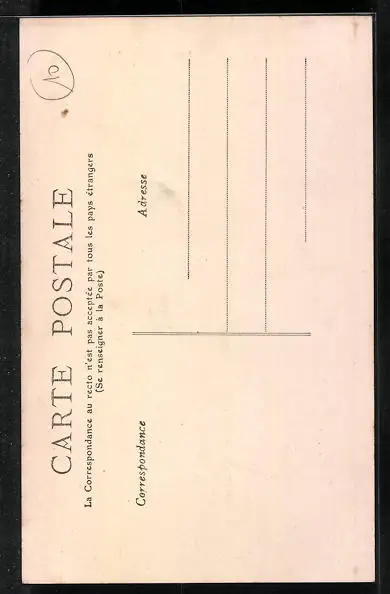 10
CARTE POSTALE
La Correspondance au recto n'est pas acceptée par tous les pays étrangers
(Se renseigner à la Poste)
Correspondance
Adresse